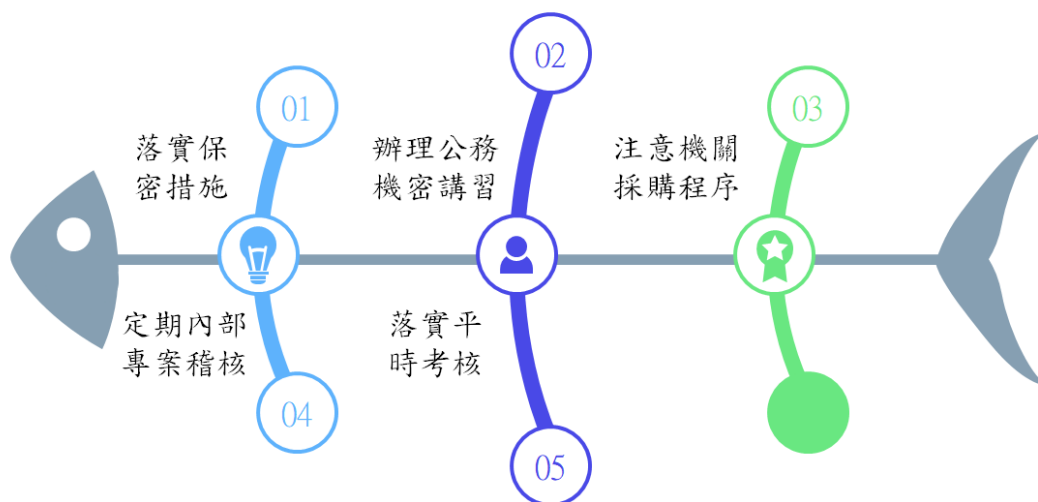 01
落實保
密措施
02
辦理公務
機密講習
03
注意機關
採購程序
定期內部
專案稽核
04
落實平
時考核
05